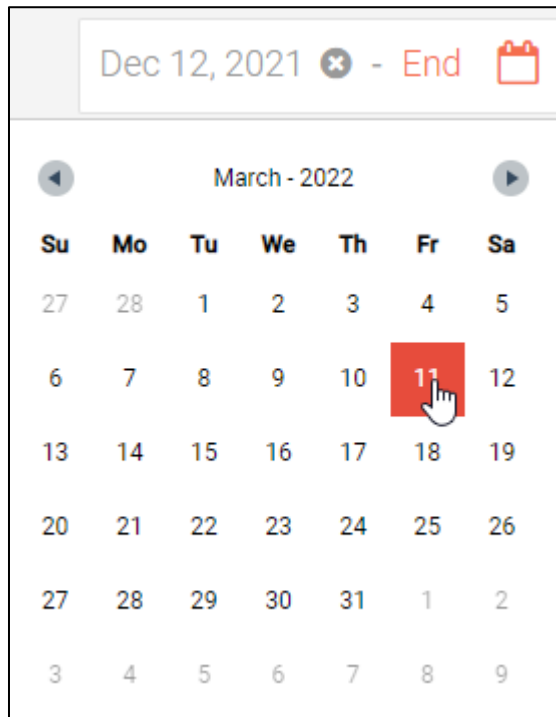 Dec 12, 2021 - End
March - 2022
Su Mo Tu We Th Fr Sa
27 28 1 2 3 4 5
6 7 8 9 10 11 12
13 14 15 16 17 18 19
20 21 22 23 24 25 26
27 28 29 30 31 1 2
3 4 5 6 7 8 9